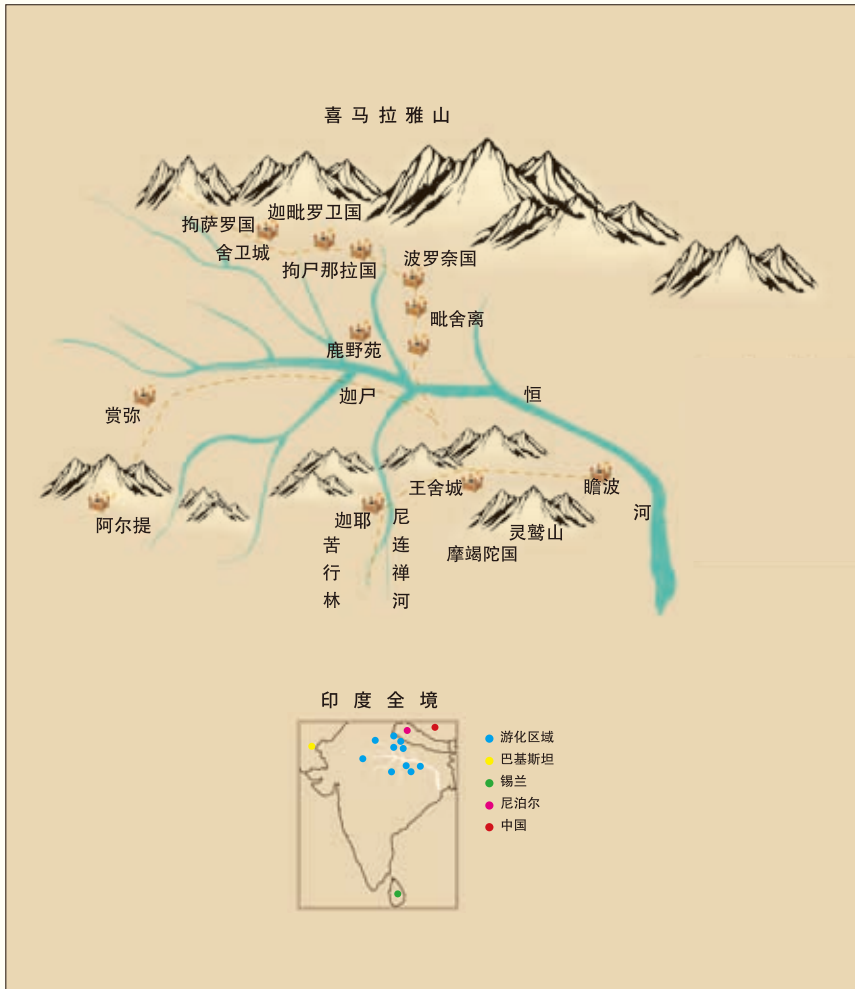 喜马拉雅山
迦毗罗卫国
拘萨罗国
舍卫城
拘尸那拉国
波罗奈国
毗舍离
鹿野苑
迦尸
恒
赏弥
王舍城
瞻波
阿尔提
迦耶
尼连禅河
河
灵鹫山
苦行林
摩竭陀国
印度全境
游化区域
巴基斯坦
锡兰
尼泊尔
中国